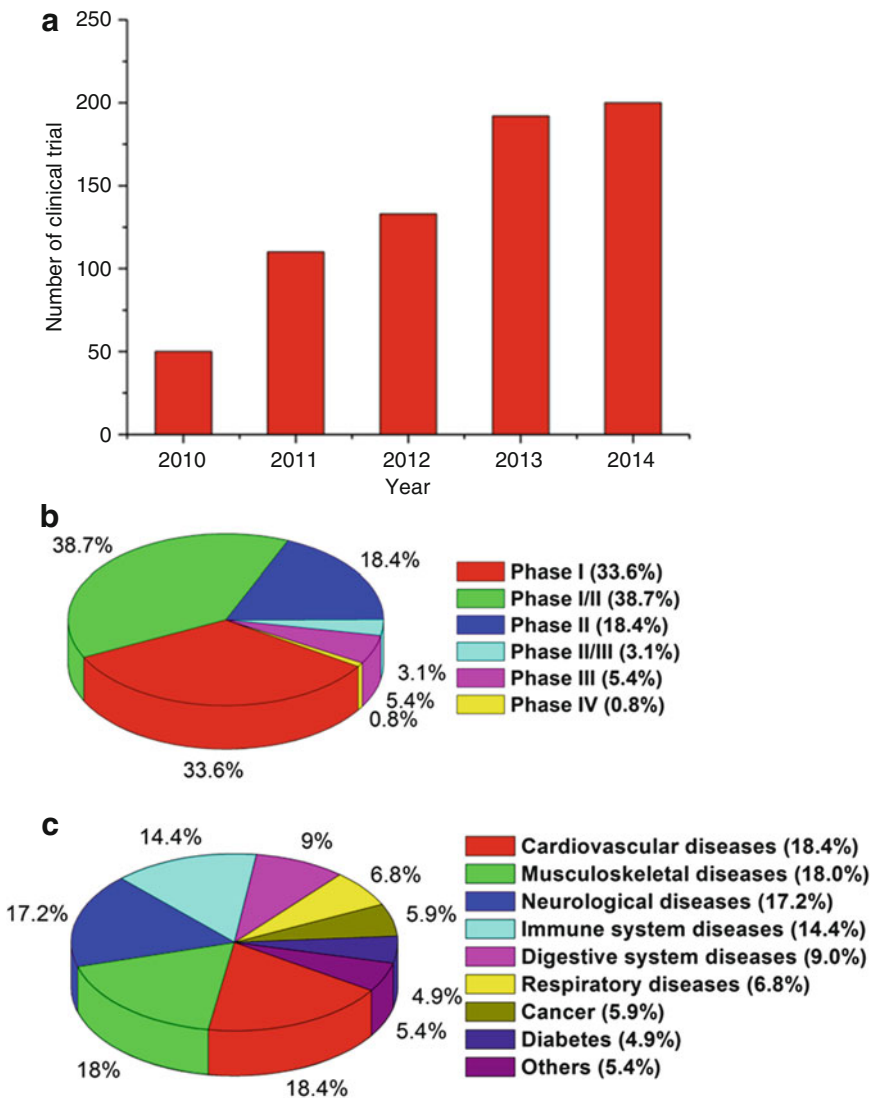 a
250
200
150
100
50
0
Number of clinical trial
2010 2011 2012 2013 2014
Year
b
38.7%
18.4%
3.1%
5.4%
0.8%
33.6%
Phase I (33.6%)
Phase I/II (38.7%)
Phase II (18.4%)
Phase II/III (3.1%)
Phase III (5.4%)
Phase IV (0.8%)
c
14.4%
9%
6.8%
5.9%
17.2%
4.9%
5.4%
18%
18.4%
Cardiovascular diseases (18.4%)
Musculoskeletal diseases (18.0%)
Neurological diseases (17.2%)
Immune system diseases (14.4%)
Digestive system diseases (9.0%)
Respiratory diseases (6.8%)
Cancer (5.9%)
Diabetes (4.9%)
Others (5.4%)